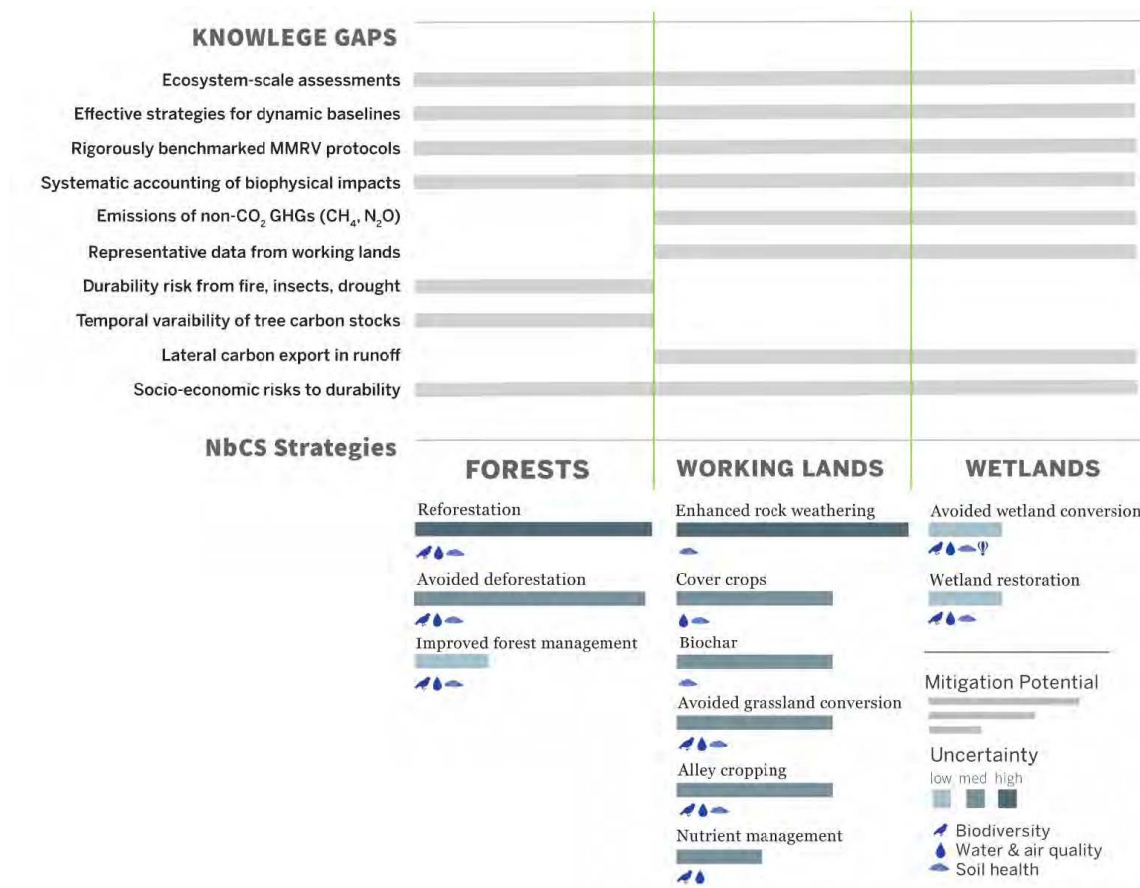 KNOWLEGE GAPS
Ecosystem-scale assessments
Effective strategies for dynamic baselines
Rigorously benchmarked MMRV protocols
Systematic accounting of biophysical impacts
Emissions of non-CO₂ GHGs (CH₄, N₂O)
Representative data from working lands
Durability risk from fire, insects, drought
Temporal varaibility of tree carbon stocks
Lateral carbon export in runoff
Socio-economic risks to durability
NbCS Strategies
FORESTS
Reforestation
Avoided deforestation
Improved forest management
WORKING LANDS
Enhanced rock weathering
Cover crops
Biochar
Avoided grassland conversion
Alley cropping
Nutrient management
WETLANDS
Avoided wetland conversion
Wetland restoration
Mitigation Potential
Uncertainty
low med high
Biodiversity
Water & air quality
Soil health